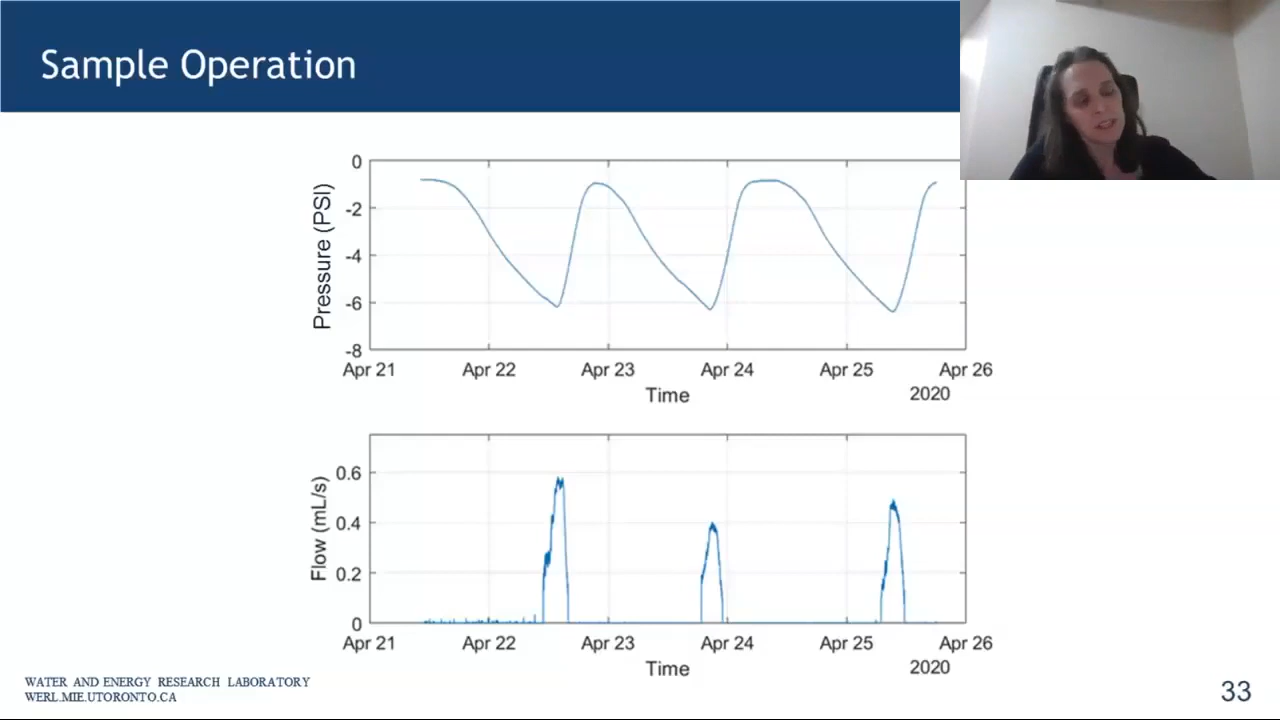 Sample Operation
0
-2
-4
-6
-8
Pressure (PSI)
Apr 21 Apr 22 Apr 23 Apr 24 Apr 25 Apr 26
Time
2020
0.6
0.4
0.2
0
Flow (mL/s)
Apr 21 Apr 22 Apr 23 Apr 24 Apr 25 Apr 26
Time
2020
WATER AND ENERGY RESEARCH LABORATORY
WERL.MIE.UTORONTO.CA
33